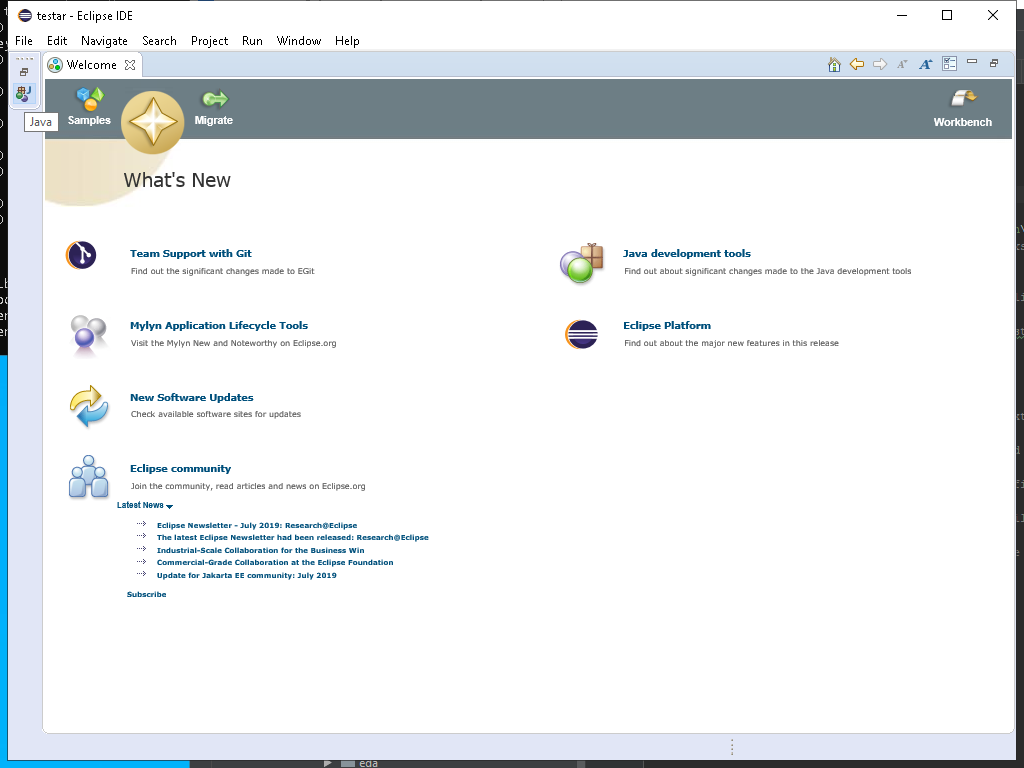 testar - Eclipse IDE
File Edit Navigate Search Project Run Window Help
Welcome
Samples
Migrate
Workbench
Java
What's New
Team Support with Git
Find out the significant changes made to EGit
Java development tools
Find out about significant changes made to the Java development tools
Mylyn Application Lifecycle Tools
Visit the Mylyn New and Noteworthy on Eclipse.org
Eclipse Platform
Find out about the major new features in this release
New Software Updates
Check available software sites for updates
Eclipse community
Join the community, read articles and news on Eclipse.org
Latest News
Eclipse Newsletter - July 2019: Research@Eclipse
The latest Eclipse Newsletter had been released: Research@Eclipse
Industrial-Scale Collaboration for the Business Win
Commercial-Grade Collaboration at the Eclipse Foundation
Update for Jakarta EE community: July 2019
Subscribe
eda